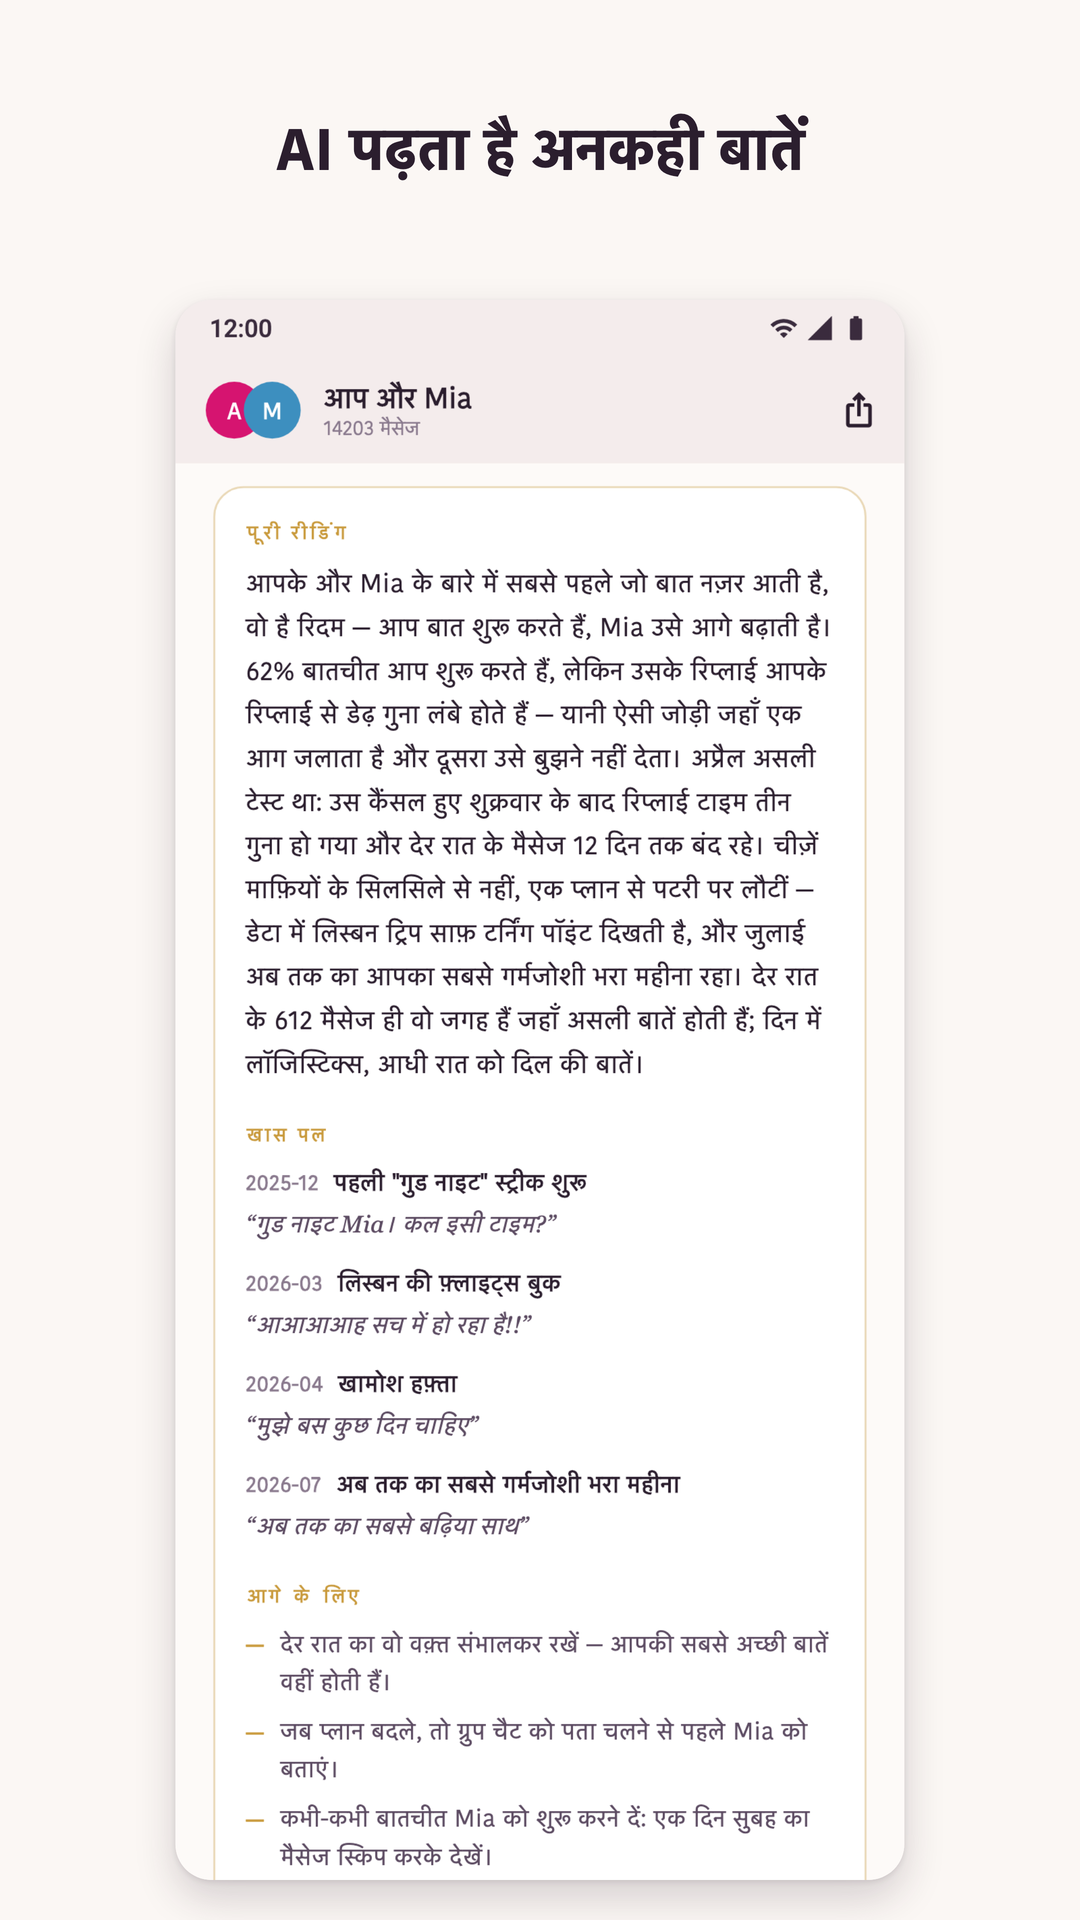 AI पढ़ता है अनकही बातें
12:00
A M
आप और Mia
14203 मैसेज
पूरी रीडिंग
आपके और Mia के बारे में सबसे पहले जो बात नज़र आती है,
वो है रिदम — आप बात शुरू करते हैं, Mia उसे आगे बढ़ाती है।
62% बातचीत आप शुरू करते हैं, लेकिन उसके रिप्लाई आपके
रिप्लाई से डेढ़ गुना लंबे होते हैं — यानी ऐसी जोड़ी जहाँ एक
आग जलाता है और दूसरा उसे बुझने नहीं देता। अप्रैल असली
टेस्ट था: उस कैंसल हुए शुक्रवार के बाद रिप्लाई टाइम तीन
गुना हो गया और देर रात के मैसेज 12 दिन तक बंद रहे। चीज़ें
माफ़ियों के सिलसिले से नहीं, एक प्लान से पटरी पर लौटीं —
डेटा में लिस्बन ट्रिप साफ़ टर्निंग पॉइंट दिखती है, और जुलाई
अब तक का आपका सबसे गर्मजोशी भरा महीना रहा। देर रात
के 612 मैसेज ही वो जगह हैं जहाँ असली बातें होती हैं; दिन में
लॉजिस्टिक्स, आधी रात को दिल की बातें।
खास पल
2025-12 पहली "गुड नाइट" स्ट्रीक शुरू
“गुड नाइट Mia। कल इसी टाइम?”
2026-03 लिस्बन की फ़्लाइट्स बुक
“आआआआह सच में हो रहा है!!”
2026-04 खामोश हफ़्ता
“मुझे बस कुछ दिन चाहिए”
2026-07 अब तक का सबसे गर्मजोशी भरा महीना
“अब तक का सबसे बढ़िया साथ”
आगे के लिए
— देर रात का वो वक़्त संभालकर रखें — आपकी सबसे अच्छी बातें
वहीं होती हैं।
— जब प्लान बदले, तो ग्रुप चैट को पता चलने से पहले Mia को
बताएं।
— कभी-कभी बातचीत Mia को शुरू करने दें: एक दिन सुबह का
मैसेज स्किप करके देखें।